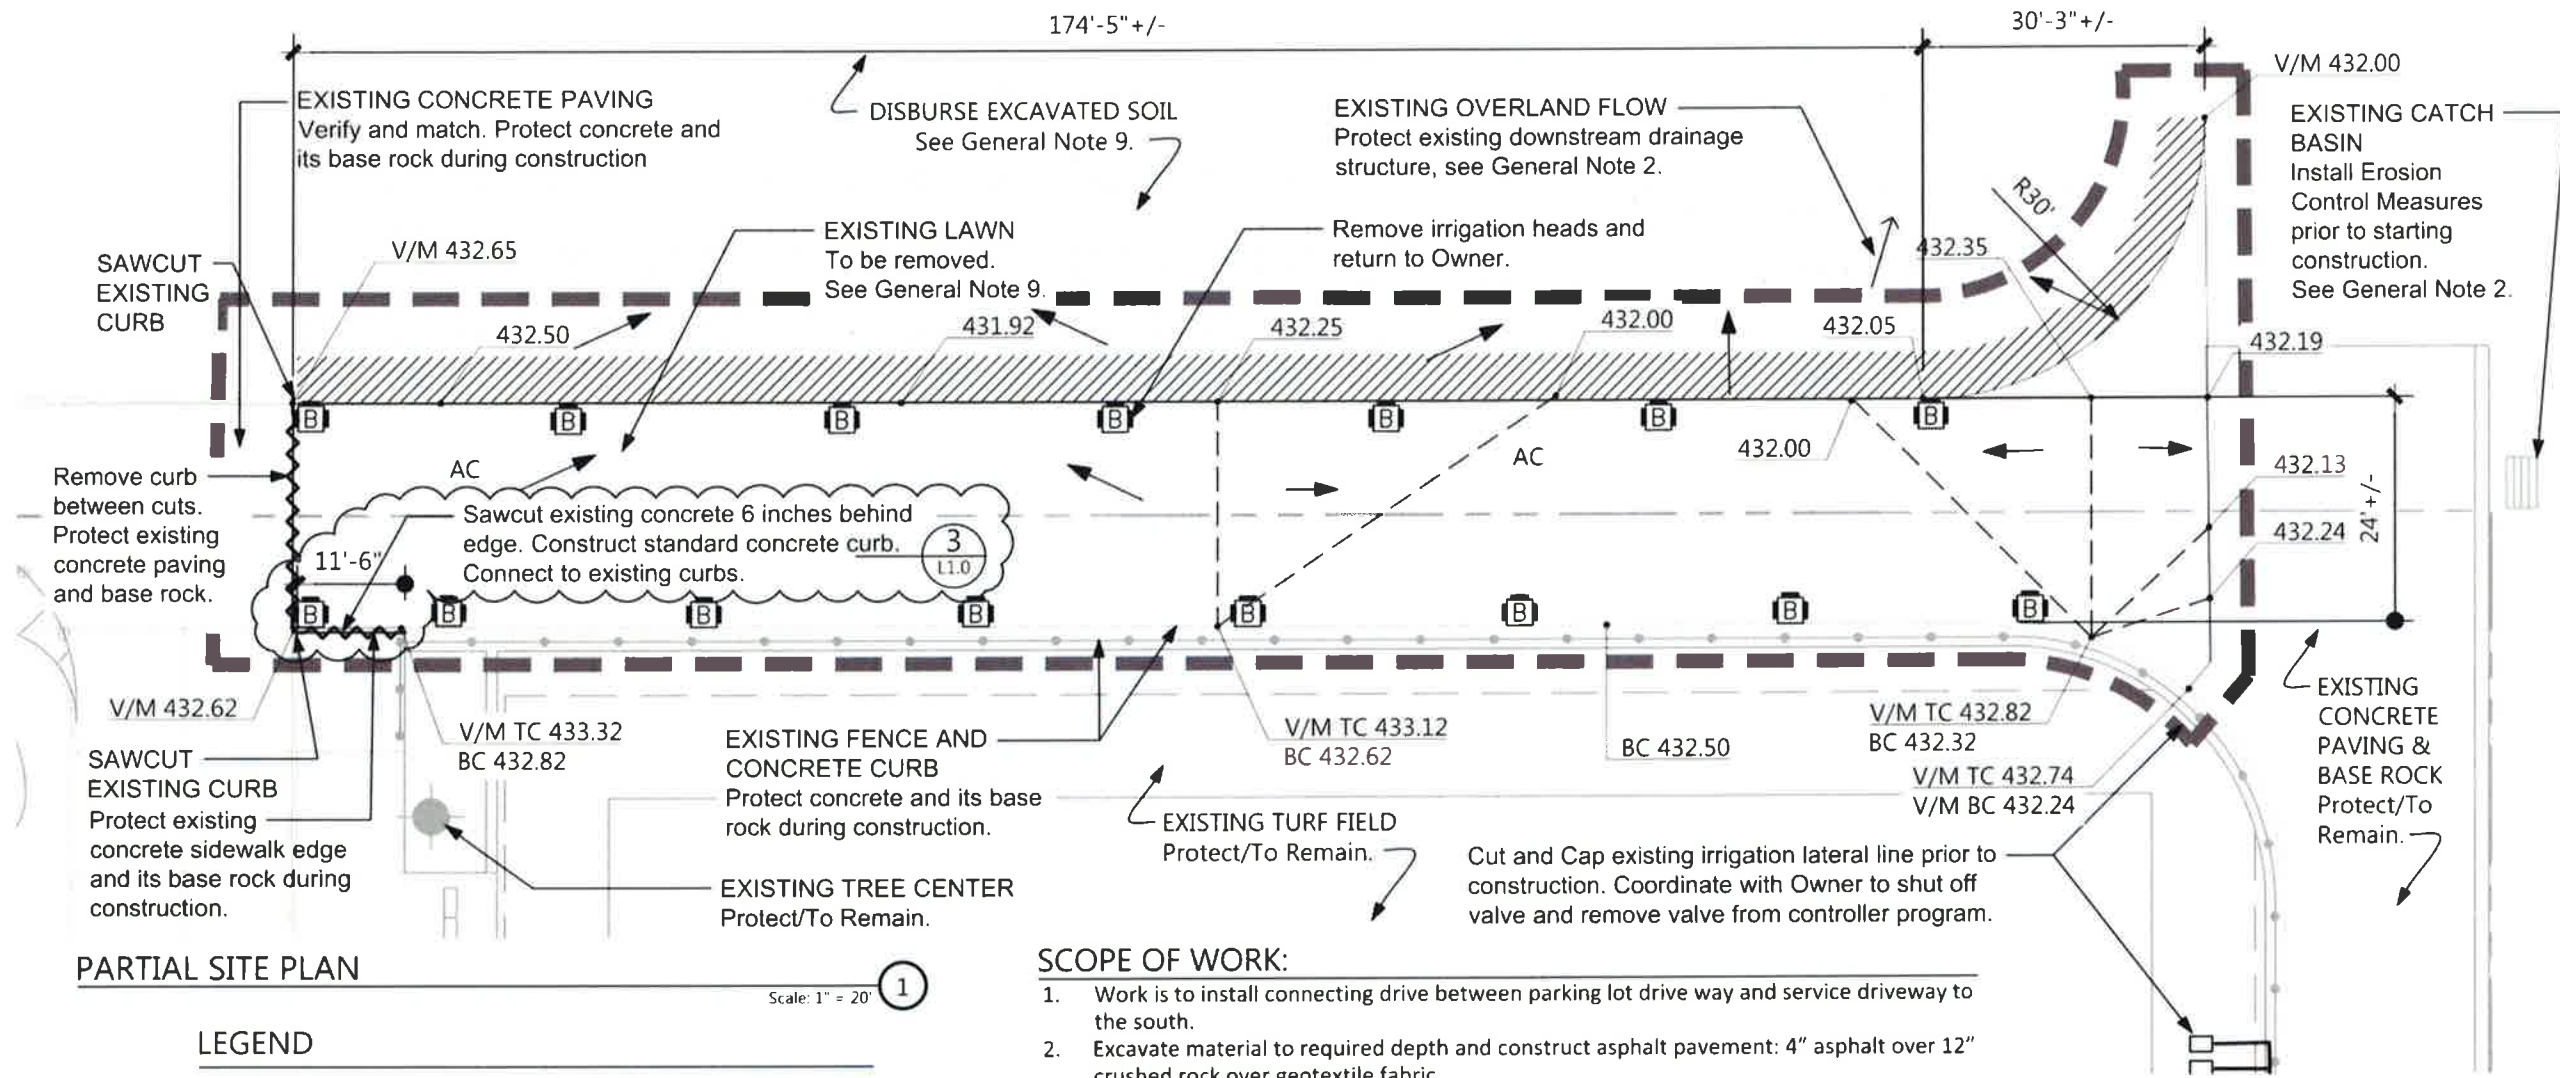 174'-5"+/-
30'-3"+/-
V/M 432.00
EXISTING CONCRETE PAVING
Verify and match. Protect concrete and
its base rock during construction
DISBURSE EXCAVATED SOIL
See General Note 9.
EXISTING OVERLAND FLOW
Protect existing downstream drainage
structure, see General Note 2.
EXISTING CATCH
BASIN
Install Erosion
Control Measures
prior to starting
construction.
See General Note 2.
R30'
SAWCUT
EXISTING
CURB
V/M 432.65
EXISTING LAWN
To be removed.
See General Note 9.
Remove irrigation heads and
return to Owner.
432.35
432.50
431.92
432.25
432.00
432.05
432.19
B
B
B
B
B
B
B
Remove curb
between cuts.
Protect existing
concrete paving
and base rock.
AC
AC
432.00
432.13
24'+/-
432.24
Sawcut existing concrete 6 inches behind
edge. Construct standard concrete curb.
Connect to existing curbs.
3
L1.0
11'-6"
B
B
B
B
B
B
B
B
V/M 432.62
V/M TC 433.32
BC 432.82
EXISTING FENCE AND
CONCRETE CURB
Protect concrete and its base
rock during construction.
V/M TC 433.12
BC 432.62
BC 432.50
V/M TC 432.82
BC 432.32
V/M TC 432.74
V/M BC 432.24
EXISTING
CONCRETE
PAVING &
BASE ROCK
Protect/To
Remain.
SAWCUT
EXISTING CURB
Protect existing
concrete sidewalk edge
and its base rock during
construction.
EXISTING TURF FIELD
Protect/To Remain.
EXISTING TREE CENTER
Protect/To Remain.
Cut and Cap existing irrigation lateral line prior to
construction. Coordinate with Owner to shut off
valve and remove valve from controller program.
PARTIAL SITE PLAN
Scale: 1" = 20'
1
LEGEND
SCOPE OF WORK:
1. Work is to install connecting drive between parking lot drive way and service driveway to
the south.
2. Excavate material to required depth and construct asphalt pavement: 4" asphalt over 12"
crushed rock over geotextile fabric